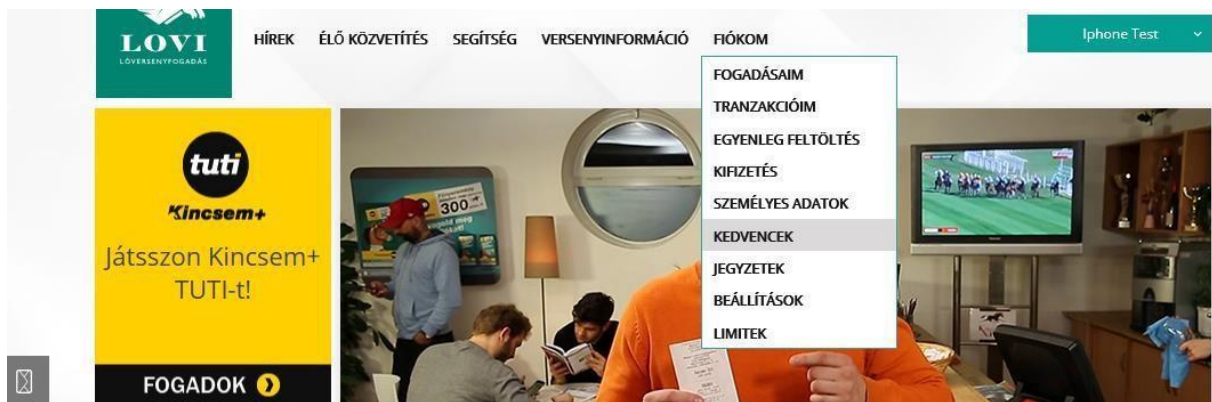 LOVI
LÓVERSENYFOGADÁS
HÍREK ÉLŐ KÖZVETÍTÉS SEGÍTSÉG VERSENYINFORMÁCIÓ FIÓKOM
Iphone Test
FOGADÁSAIM
TRANZAKCIÓIM
EGYENLEG FELTÖLTÉS
KIFIZETÉS
SZEMÉLYES ADATOK
KEDVENCEK
JEGYZETEK
BEÁLLÍTÁSOK
LIMITEK
tuti
Kincsem+
Játsszon Kincsem+
TUTI-t!
FOGADOK
300